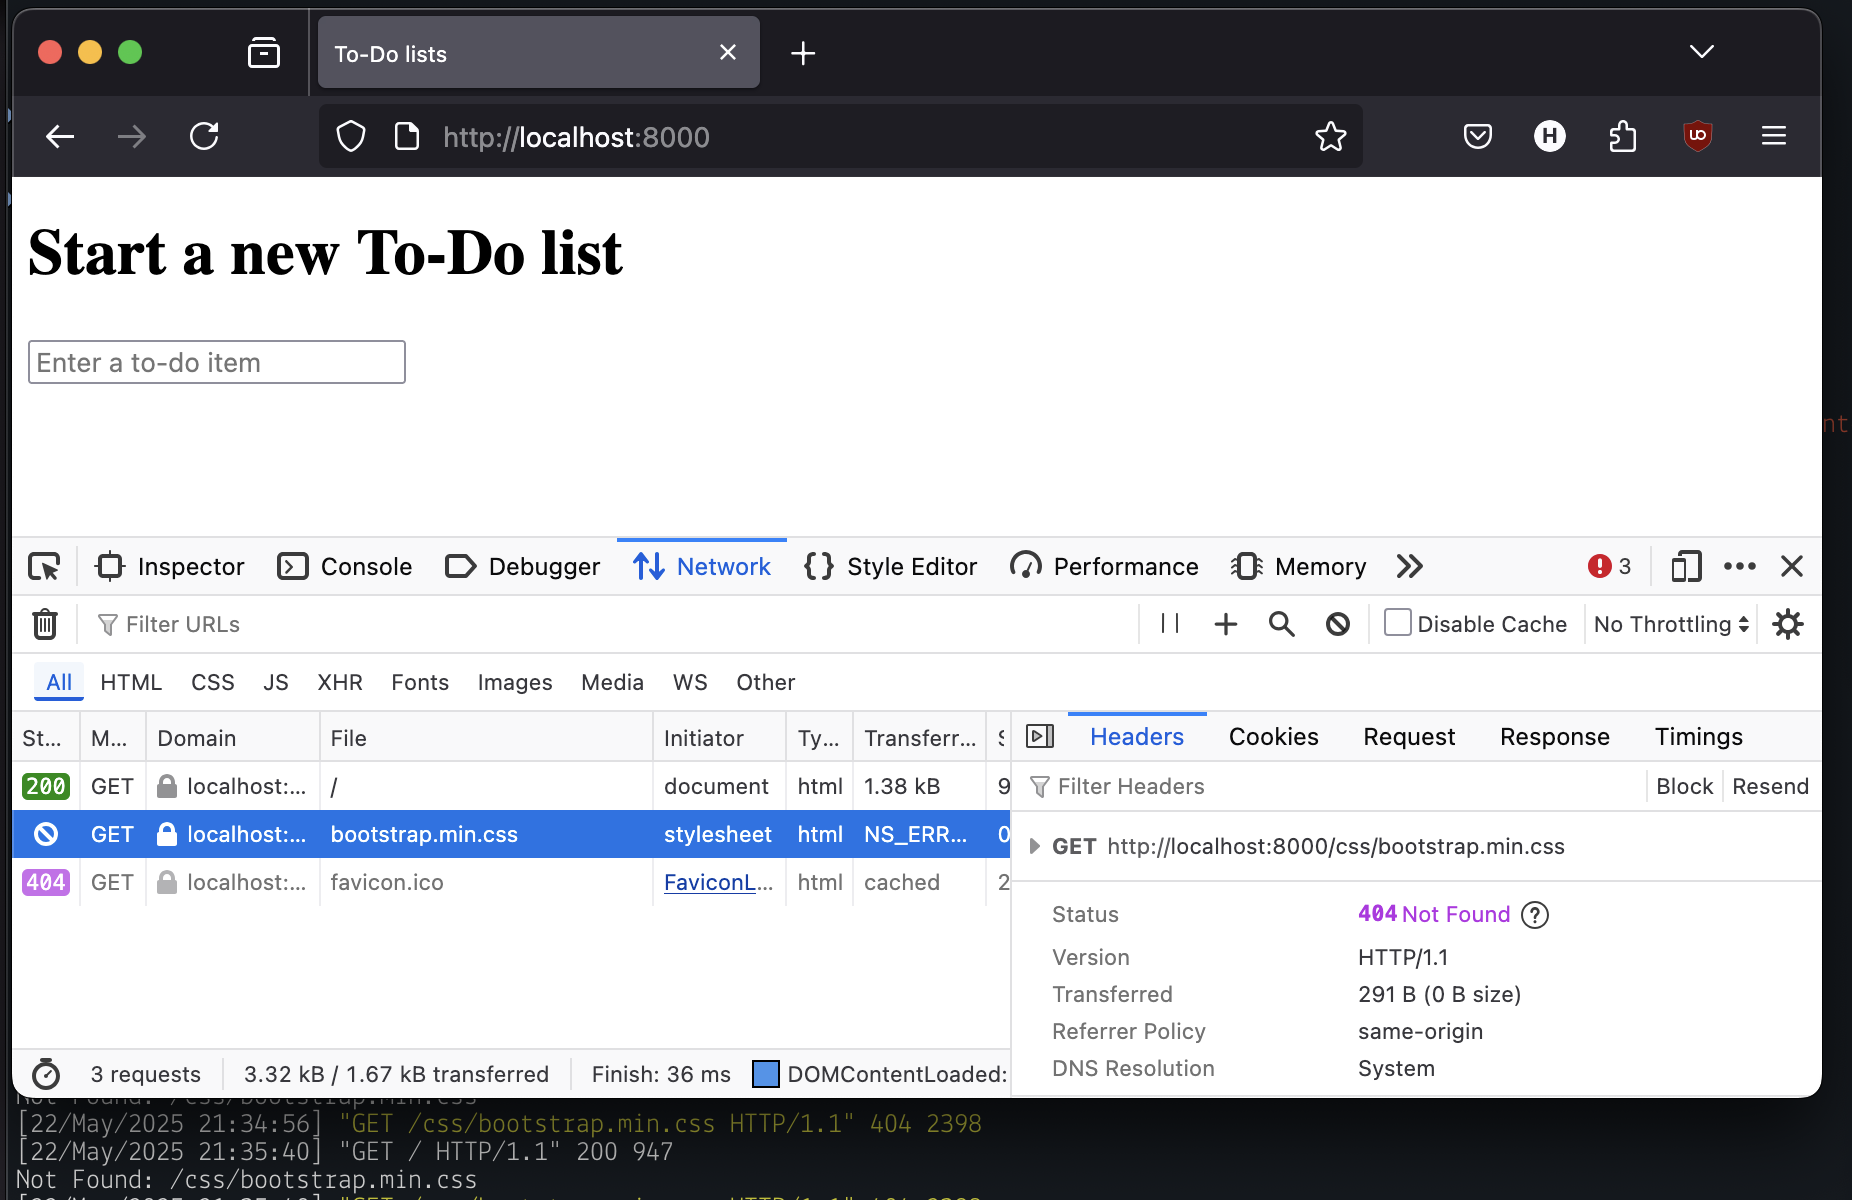 To-Do lists
http://localhost:8000
H
uo
Start a new To-Do list
Enter a to-do item
nt
Inspector Console Debugger Network Style Editor Performance Memory 3
Filter URLs Disable Cache No Throttling
All HTML CSS JS XHR Fonts Images Media WS Other
St... M... Domain File Initiator Ty... Transferr... Headers Cookies Request Response Timings
200 GET localhost:... / document html 1.38 kB 9 Filter Headers Block Resend
GET localhost:... bootstrap.min.css stylesheet html NS_ERR... 0 GET http://localhost:8000/css/bootstrap.min.css
404 GET localhost:... favicon.ico FaviconL... html cached 2
Status 404 Not Found ?
Version HTTP/1.1
Transferred 291 B (0 B size)
Referrer Policy same-origin
DNS Resolution System
3 requests 3.32 kB / 1.67 kB transferred Finish: 36 ms DOMContentLoaded:
Not Found: /css/bootstrap.min.css
[22/May/2025 21:34:56] "GET /css/bootstrap.min.css HTTP/1.1" 404 2398
[22/May/2025 21:35:40] "GET / HTTP/1.1" 200 947
Not Found: /css/bootstrap.min.css